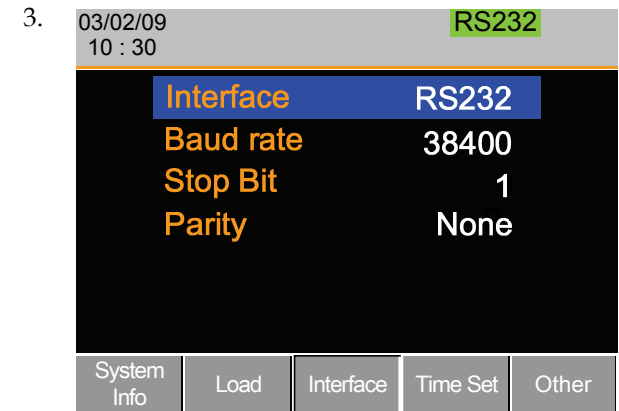 3.
03/02/09 RS232
10 : 30
Interface RS232
Baud rate 38400
Stop Bit 1
Parity None
System Info Load Interface Time Set Other